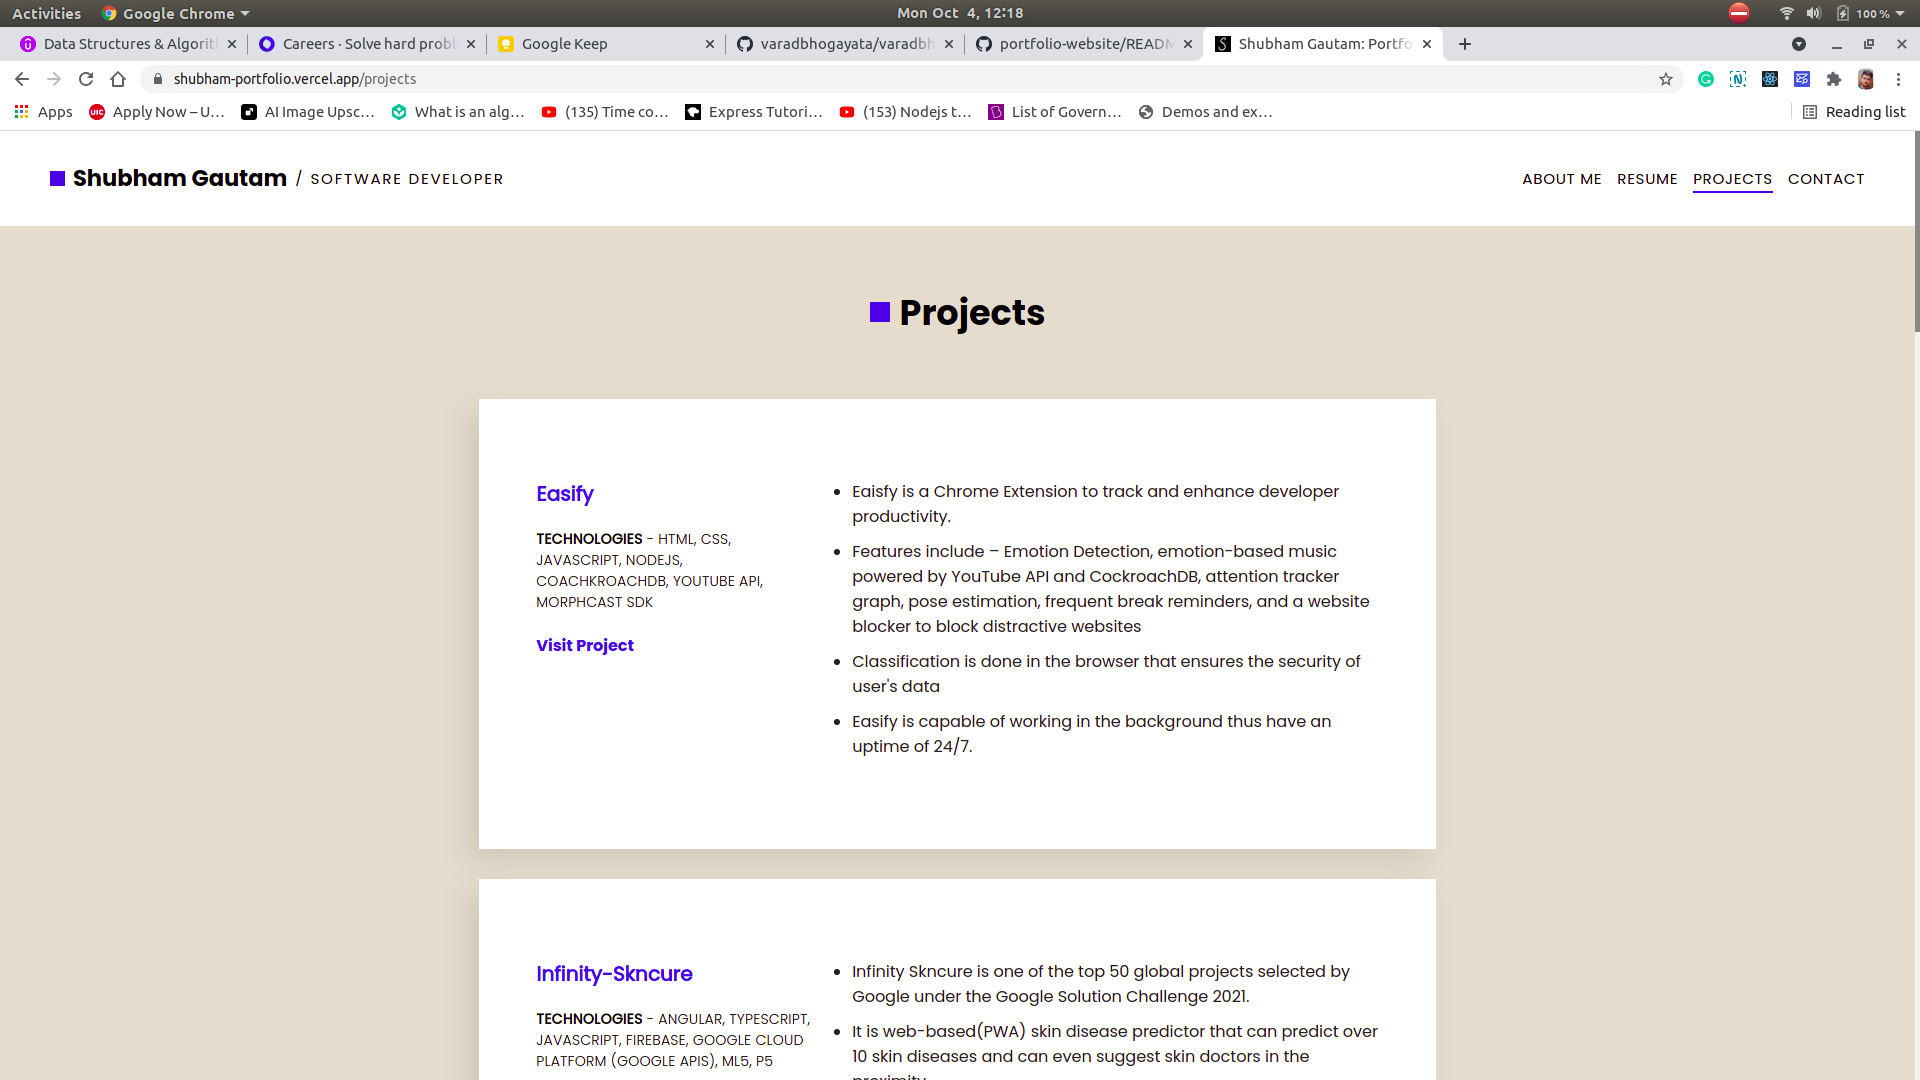 Activities
Google Chrome
Mon Oct 4, 12:18
100 %
Data Structures & Algorit
Careers · Solve hard probl
Google Keep
varadbhogayata/varadbh
portfolio-website/READM
Shubham Gautam: Portfo
shubham-portfolio.vercel.app/projects
Apps
Apply Now – U...
AI Image Upsc...
What is an alg...
(135) Time co...
Express Tutori...
(153) Nodejs t...
List of Govern...
Demos and ex...
Reading list
Shubham Gautam / SOFTWARE DEVELOPER
ABOUT ME
RESUME
PROJECTS
CONTACT
Projects
Easify
TECHNOLOGIES - HTML, CSS,
JAVASCRIPT, NODEJS,
COACHKROACHDB, YOUTUBE API,
MORPHCAST SDK
Visit Project
Eaisfy is a Chrome Extension to track and enhance developer
productivity.
Features include – Emotion Detection, emotion-based music
powered by YouTube API and CockroachDB, attention tracker
graph, pose estimation, frequent break reminders, and a website
blocker to block distractive websites
Classification is done in the browser that ensures the security of
user's data
Easify is capable of working in the background thus have an
uptime of 24/7.
Infinity-Skncure
TECHNOLOGIES - ANGULAR, TYPESCRIPT,
JAVASCRIPT, FIREBASE, GOOGLE CLOUD
PLATFORM (GOOGLE APIS), ML5, P5
Infinity Skncure is one of the top 50 global projects selected by
Google under the Google Solution Challenge 2021.
It is web-based(PWA) skin disease predictor that can predict over
10 skin diseases and can even suggest skin doctors in the
proximity